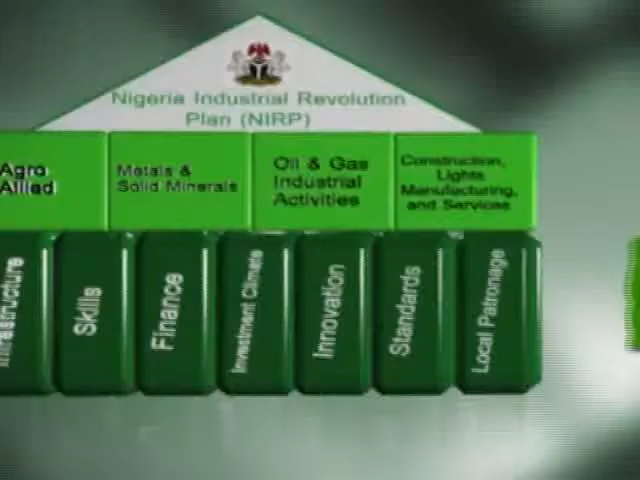 Nigeria Industrial Revolution
Plan (NIRP)
Agro
Allied
Metals &
Solid Minerals
Oil & Gas
Industrial
Activities
Construction,
Lights
Manufacturing,
and Services
Infrastructure
Skills
Finance
Investment Climate
Innovation
Standards
Local Patronage